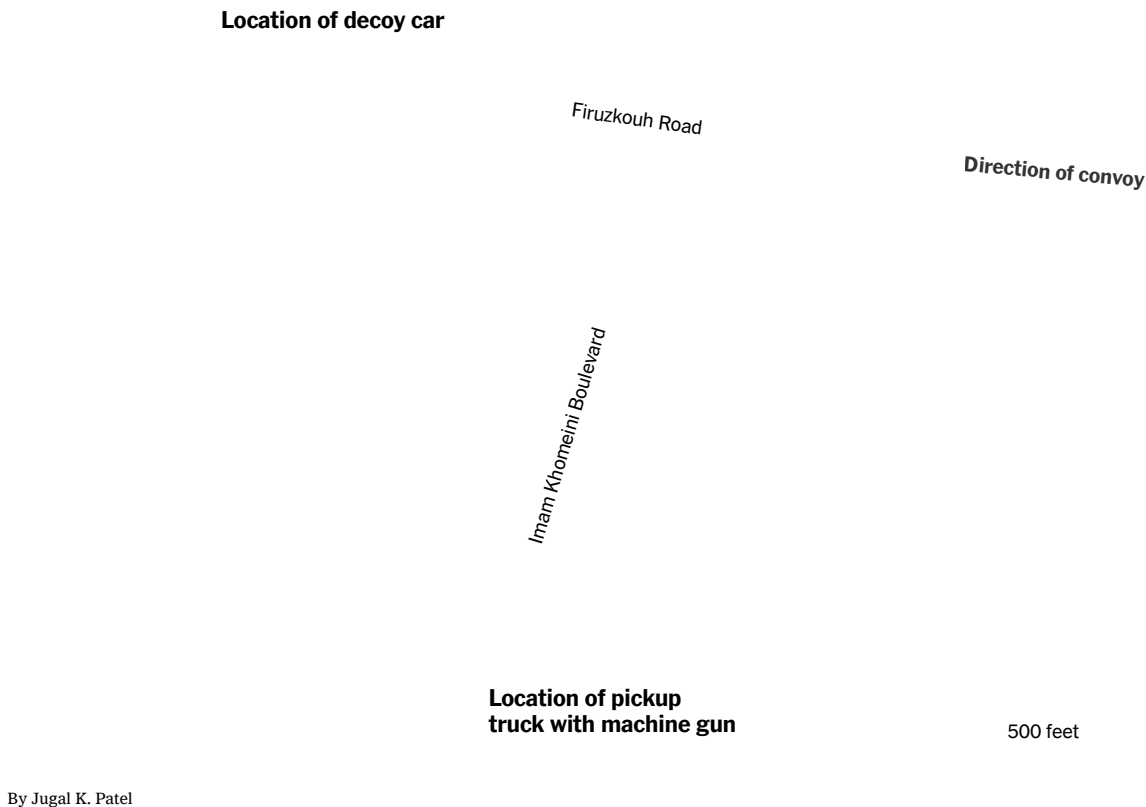 Location of decoy car
Firuzkouh Road
Direction of convoy
Imam Khomeini Boulevard
Location of pickup
truck with machine gun
500 feet
By Jugal K. Patel